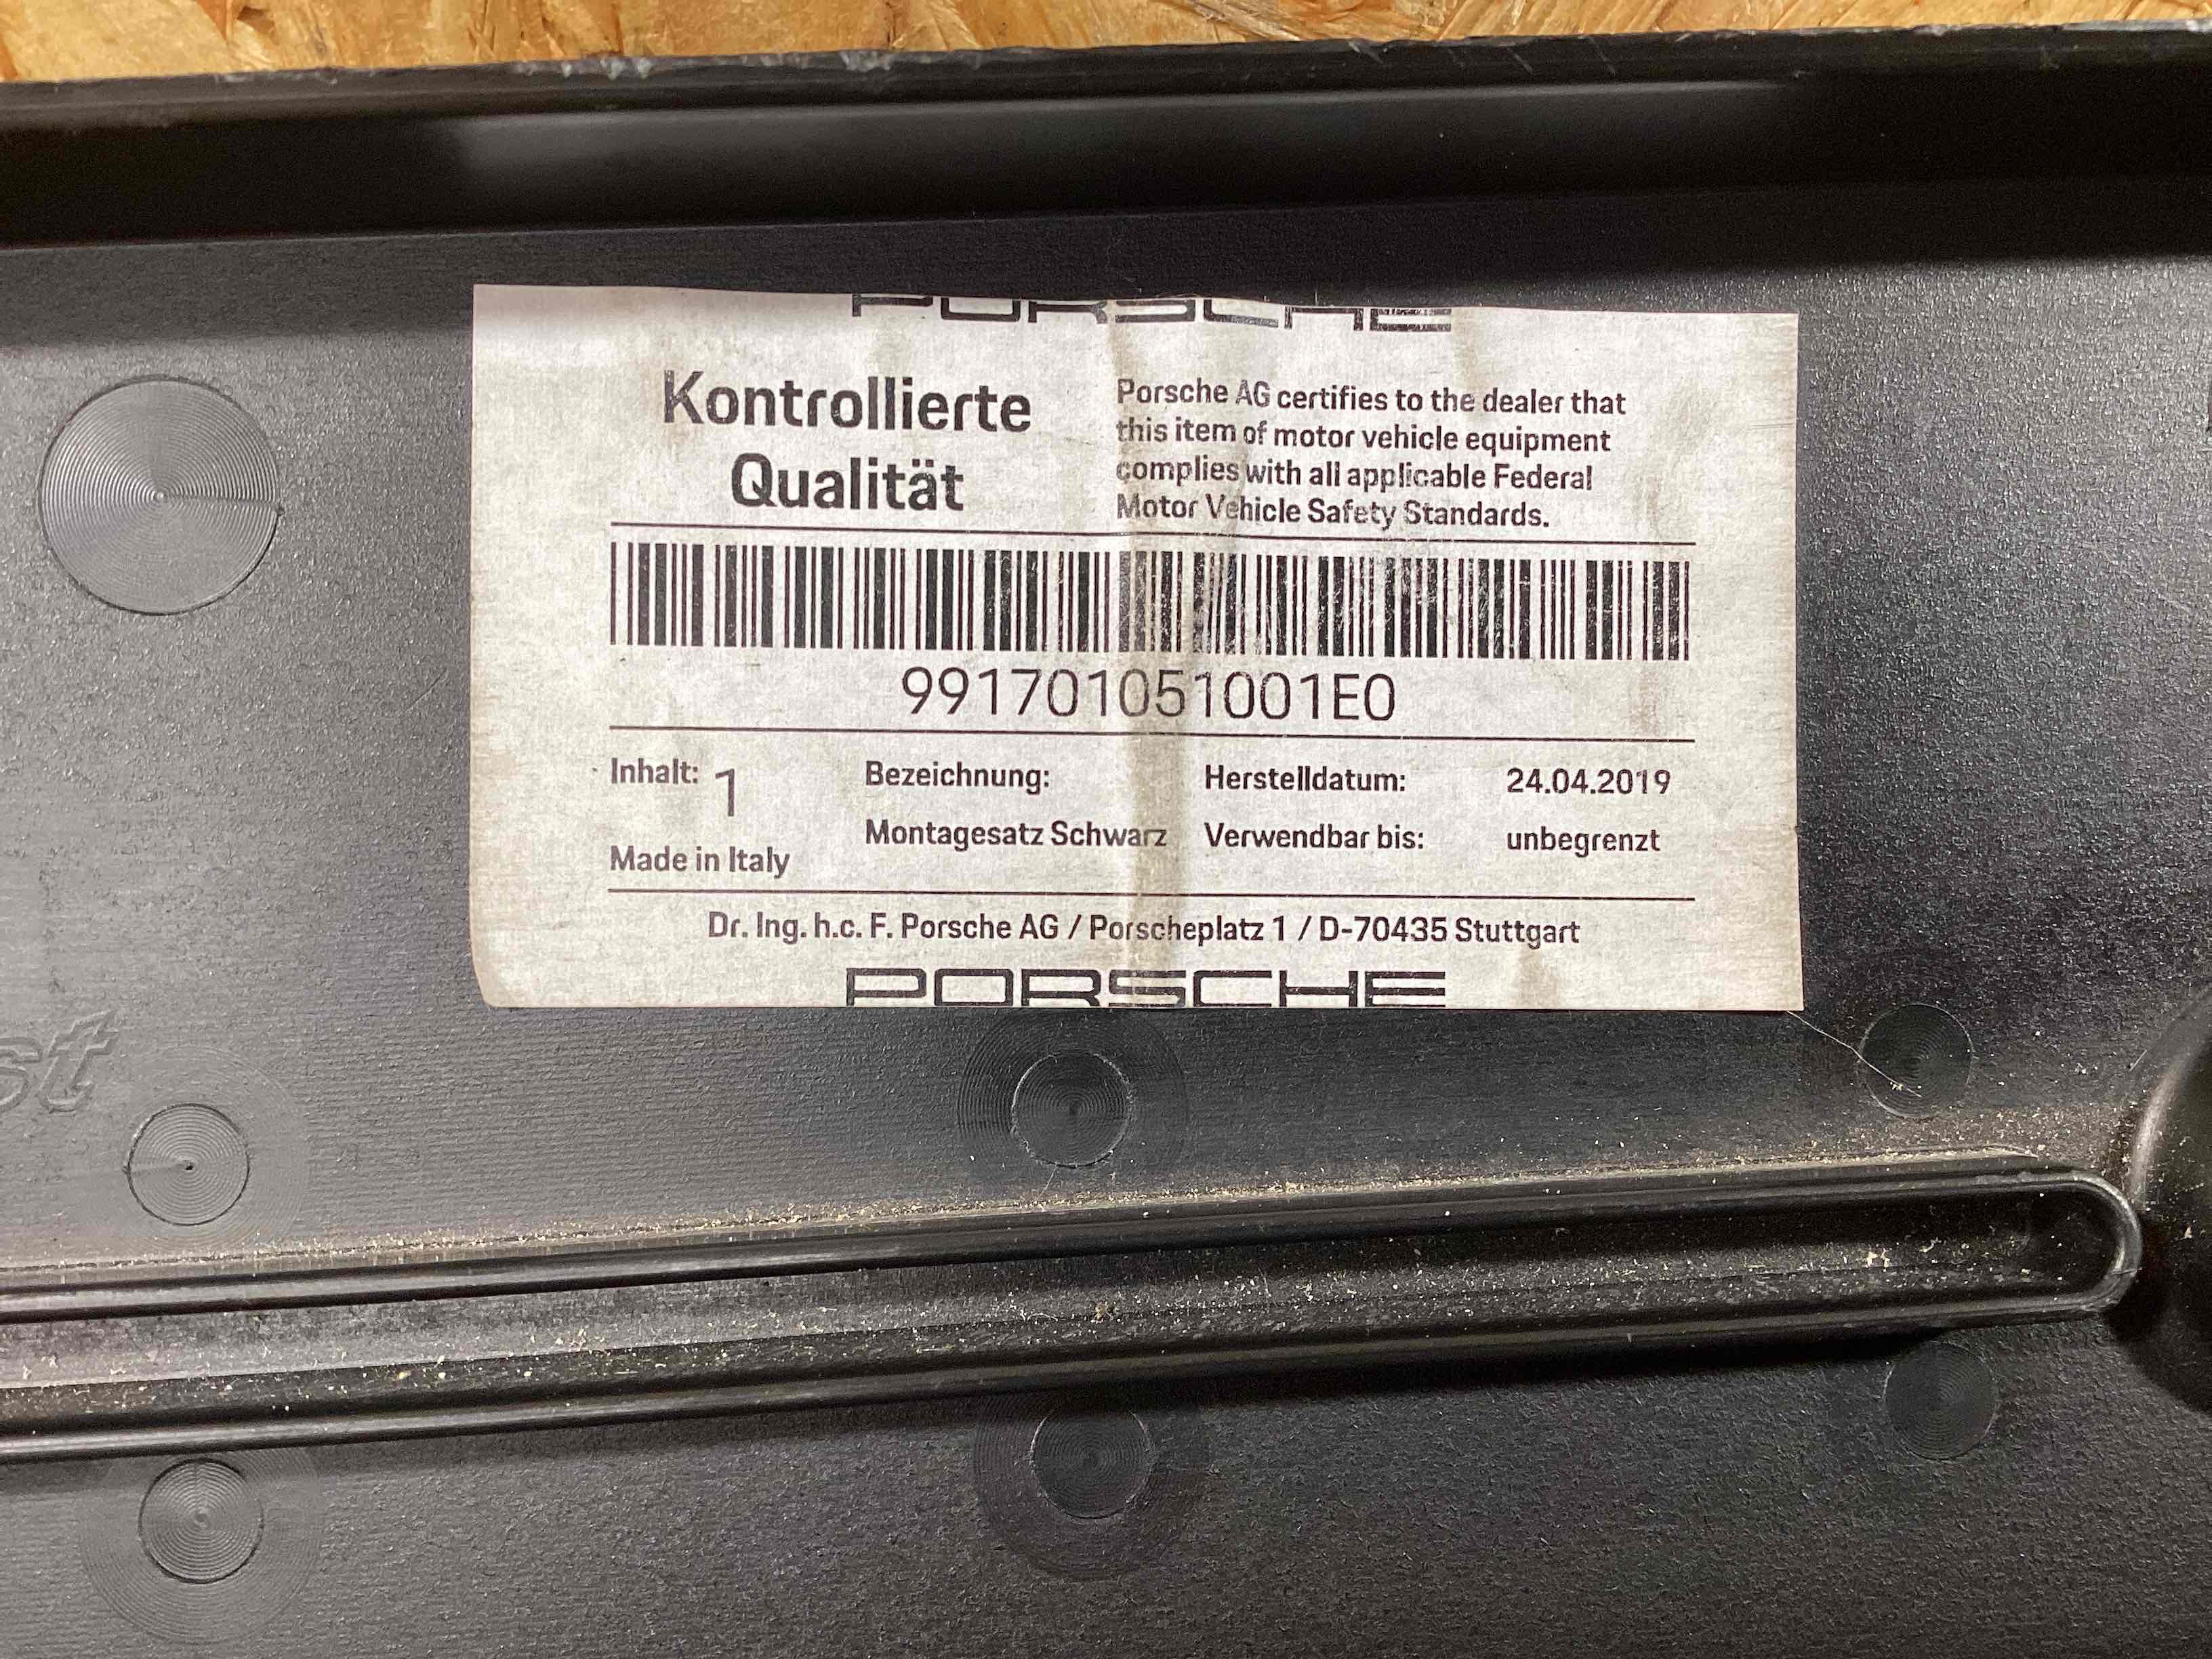 PORSCHE
Kontrollierte
Qualität
Porsche AG certifies to the dealer that
this item of motor vehicle equipment
complies with all applicable Federal
Motor Vehicle Safety Standards.
991701051001E0
Inhalt: 1
Made in Italy
Bezeichnung:
Montagesatz Schwarz
Herstelldatum: 24.04.2019
Verwendbar bis: unbegrenzt
Dr. Ing. h.c. F. Porsche AG / Porscheplatz 1 / D-70435 Stuttgart
PORSCHE
st